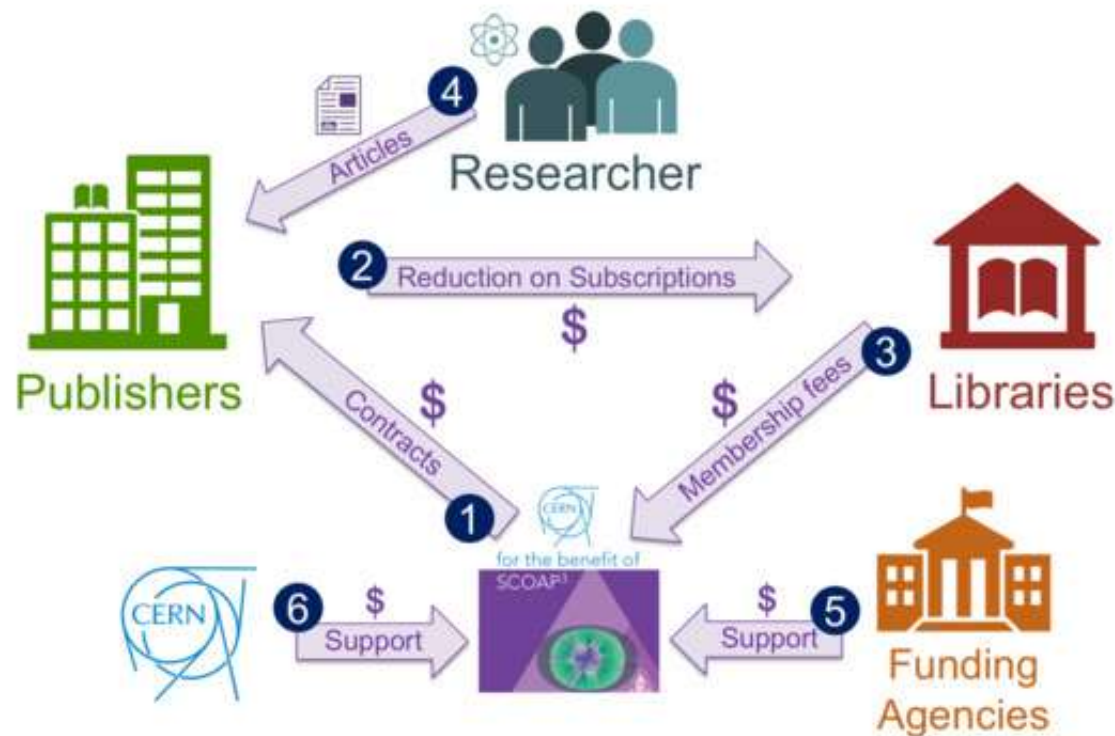 4
Articles
Researcher
2
Reduction on Subscriptions
$
Publishers
3
Libraries
$
Contracts
$
Membership fees
1
CERN
for the benefit of
SCOAP³
CERN
6
$
Support
$
5
Support
Funding
Agencies